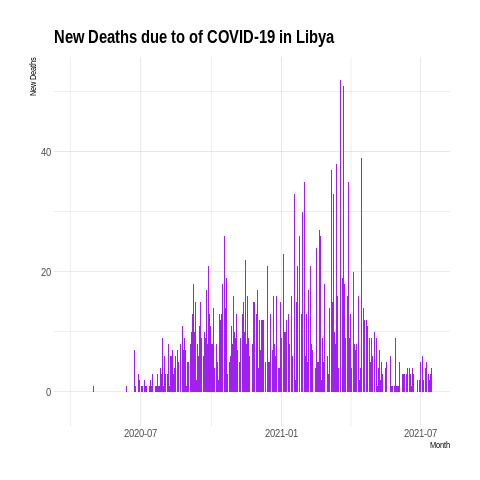 New Deaths due to of COVID-19 in Libya
New Deaths
40
20
0
2020-07
2021-01
2021-07
Month